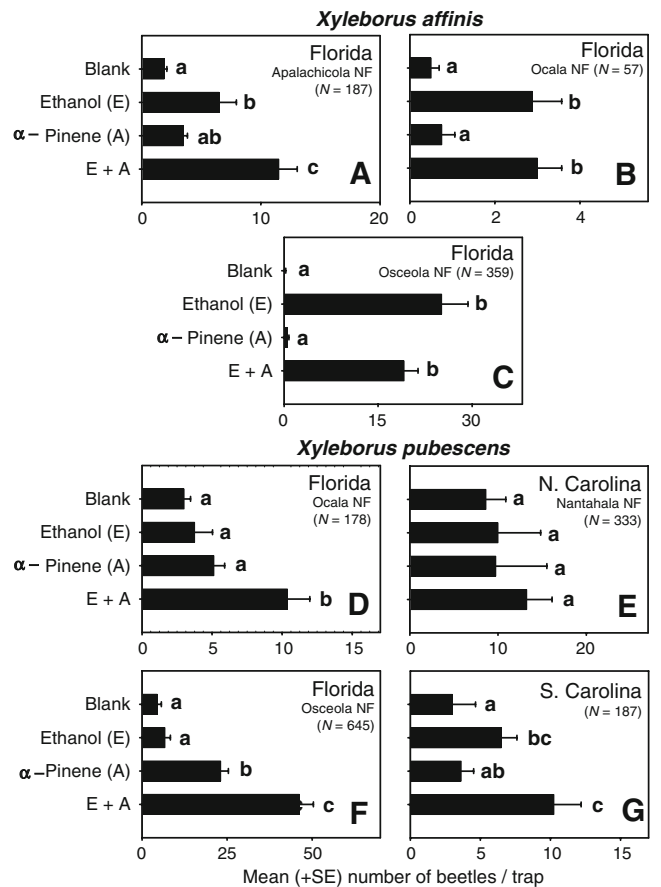 Xyleborus affinis
Florida
Apalachicola NF
(N = 187)
Blank a
Ethanol (E) b
α – Pinene (A) ab
E + A c
A
0 10 20
Florida
Ocala NF (N = 57)
a
b
a
b
B
0 2 4
Florida
Osceola NF (N = 359)
Blank a
Ethanol (E) b
α – Pinene (A) a
E + A b
C
0 15 30
Xyleborus pubescens
Florida
Ocala NF
(N = 178)
Blank a
Ethanol (E) a
α – Pinene (A) a
E + A b
D
0 5 10 15
N. Carolina
Nantahala NF
(N = 333)
a
a
a
a
E
0 10 20
Florida
Osceola NF
(N = 645)
Blank a
Ethanol (E) a
α –Pinene (A) b
E + A c
F
0 25 50
S. Carolina
(N = 187)
a
bc
ab
c
G
0 5 10 15
Mean (+SE) number of beetles / trap